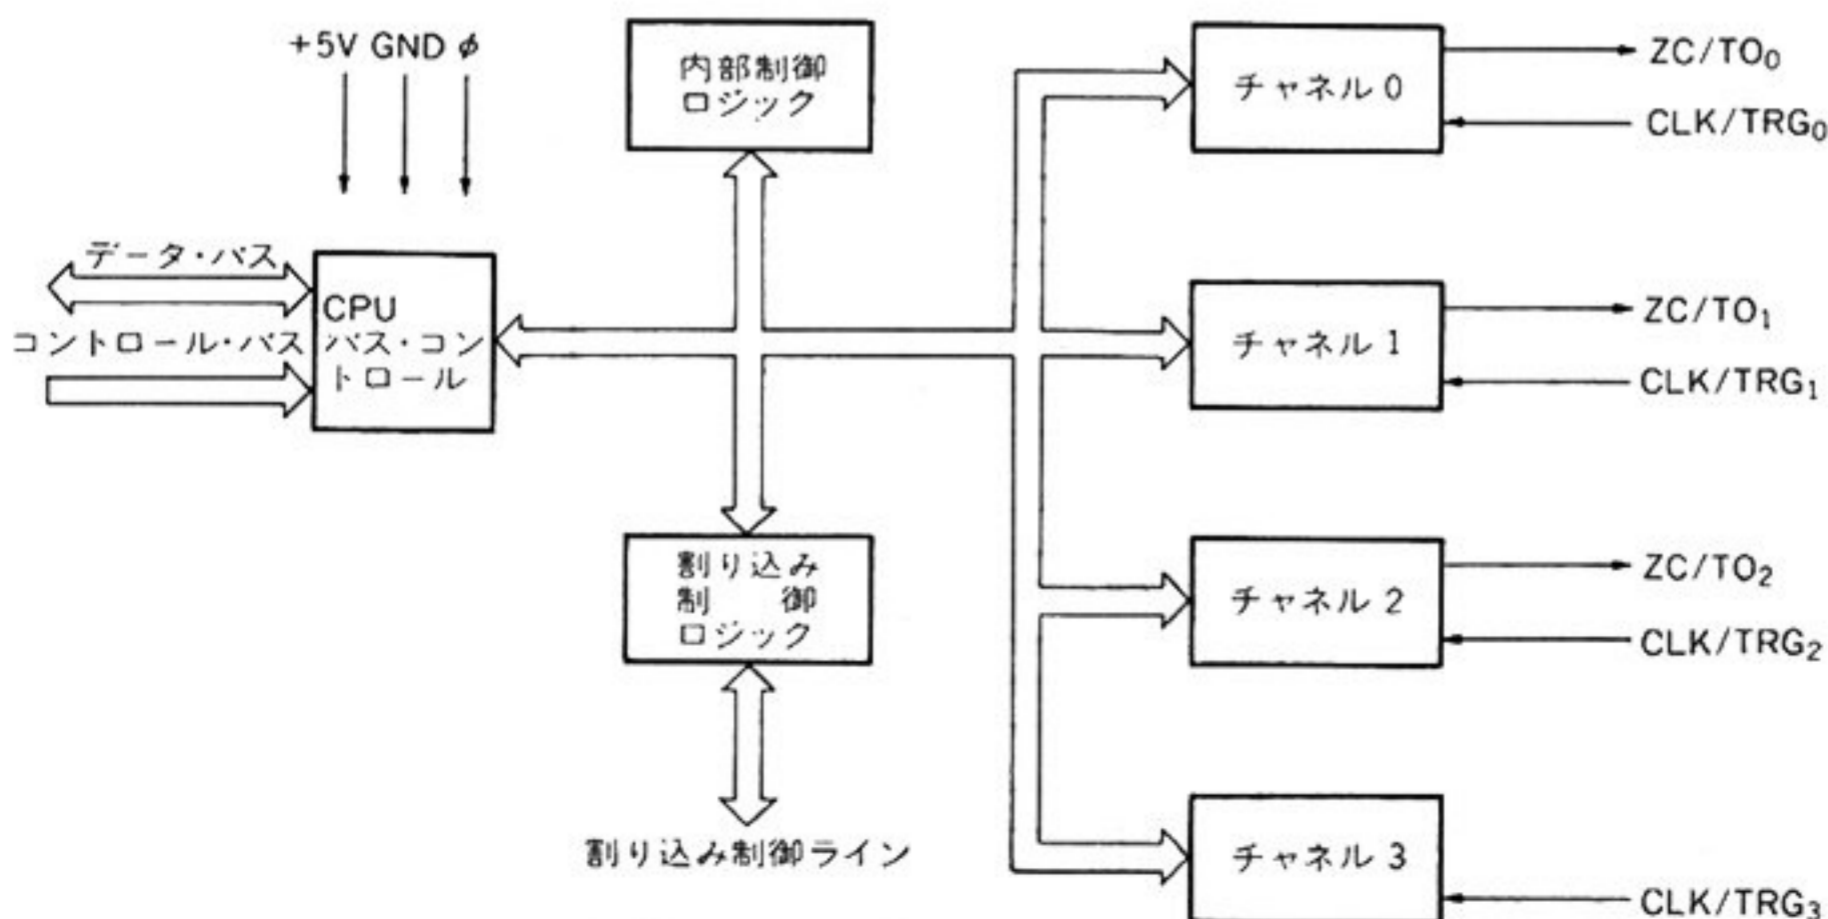 +5V GND φ
内部制御
ロジック
チャネル 0
ZC/TO₀
CLK/TRG₀
データ・バス
コントロール・バス
CPU
バス・コン
トロール
チャネル 1
ZC/TO₁
CLK/TRG₁
割り込み
制 御
ロジック
チャネル 2
ZC/TO₂
CLK/TRG₂
割り込み制御ライン
チャネル 3
CLK/TRG₃